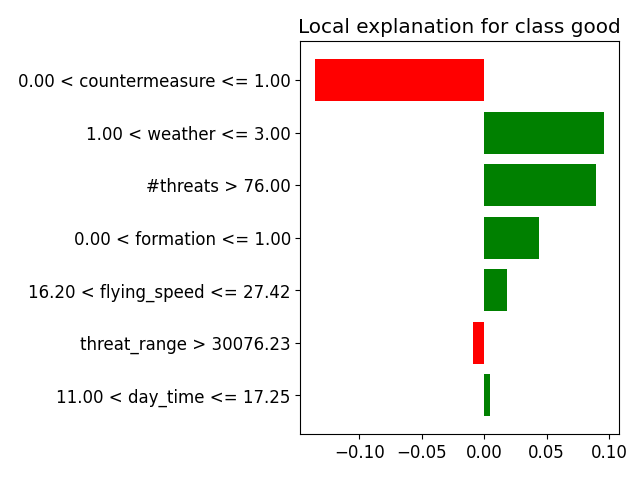 Local explanation for class good
0.00 < countermeasure <= 1.00
1.00 < weather <= 3.00
#threats > 76.00
0.00 < formation <= 1.00
16.20 < flying_speed <= 27.42
threat_range > 30076.23
11.00 < day_time <= 17.25
−0.10 −0.05 0.00 0.05 0.10